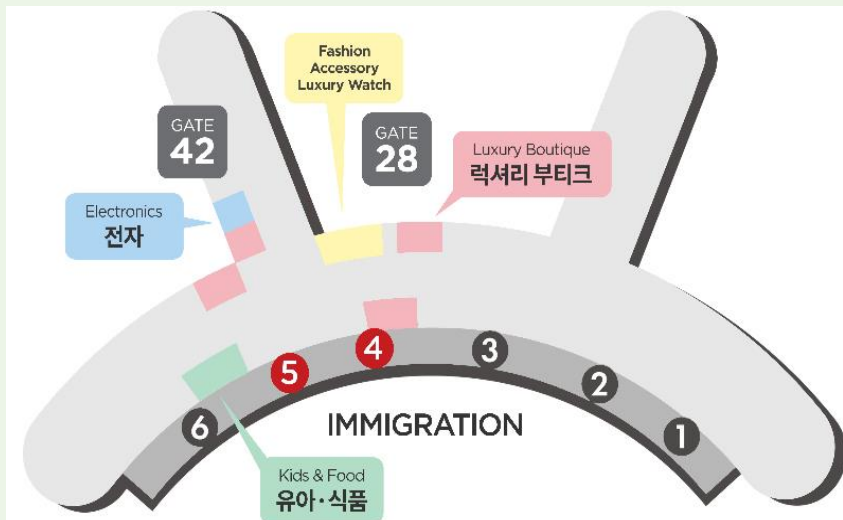 Fashion
Accessory
Luxury Watch
GATE
42
GATE
28
Luxury Boutique
럭셔리 부티크
Electronics
전자
6
5
4
3
2
1
IMMIGRATION
Kids & Food
유아·식품